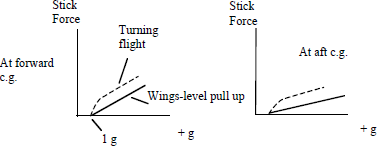 Stick
Force
Turning
flight
At forward
c.g.
Wings-level pull up
1 g
+ g
Stick
Force
At aft c.g.
+ g